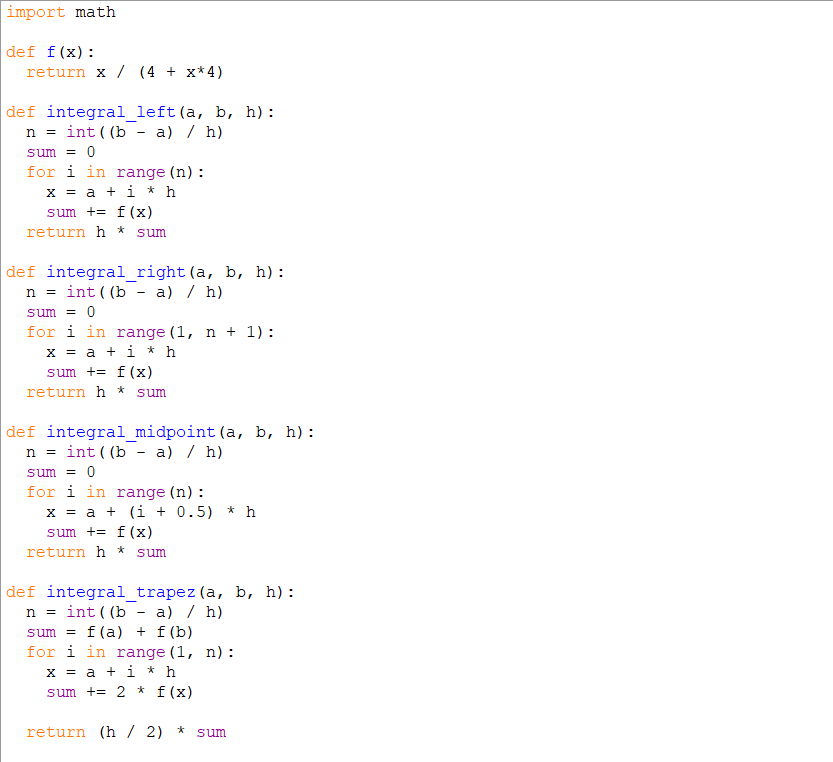 import math
def f(x):
  return x / (4 + x*4)
def integral_left(a, b, h):
  n = int((b - a) / h)
  sum = 0
  for i in range(n):
    x = a + i * h
    sum += f(x)
  return h * sum
def integral_right(a, b, h):
  n = int((b - a) / h)
  sum = 0
  for i in range(1, n + 1):
    x = a + i * h
    sum += f(x)
  return h * sum
def integral_midpoint(a, b, h):
  n = int((b - a) / h)
  sum = 0
  for i in range(n):
    x = a + (i + 0.5) * h
    sum += f(x)
  return h * sum
def integral_trapez(a, b, h):
  n = int((b - a) / h)
  sum = f(a) + f(b)
  for i in range(1, n):
    x = a + i * h
    sum += 2 * f(x)
  return (h / 2) * sum